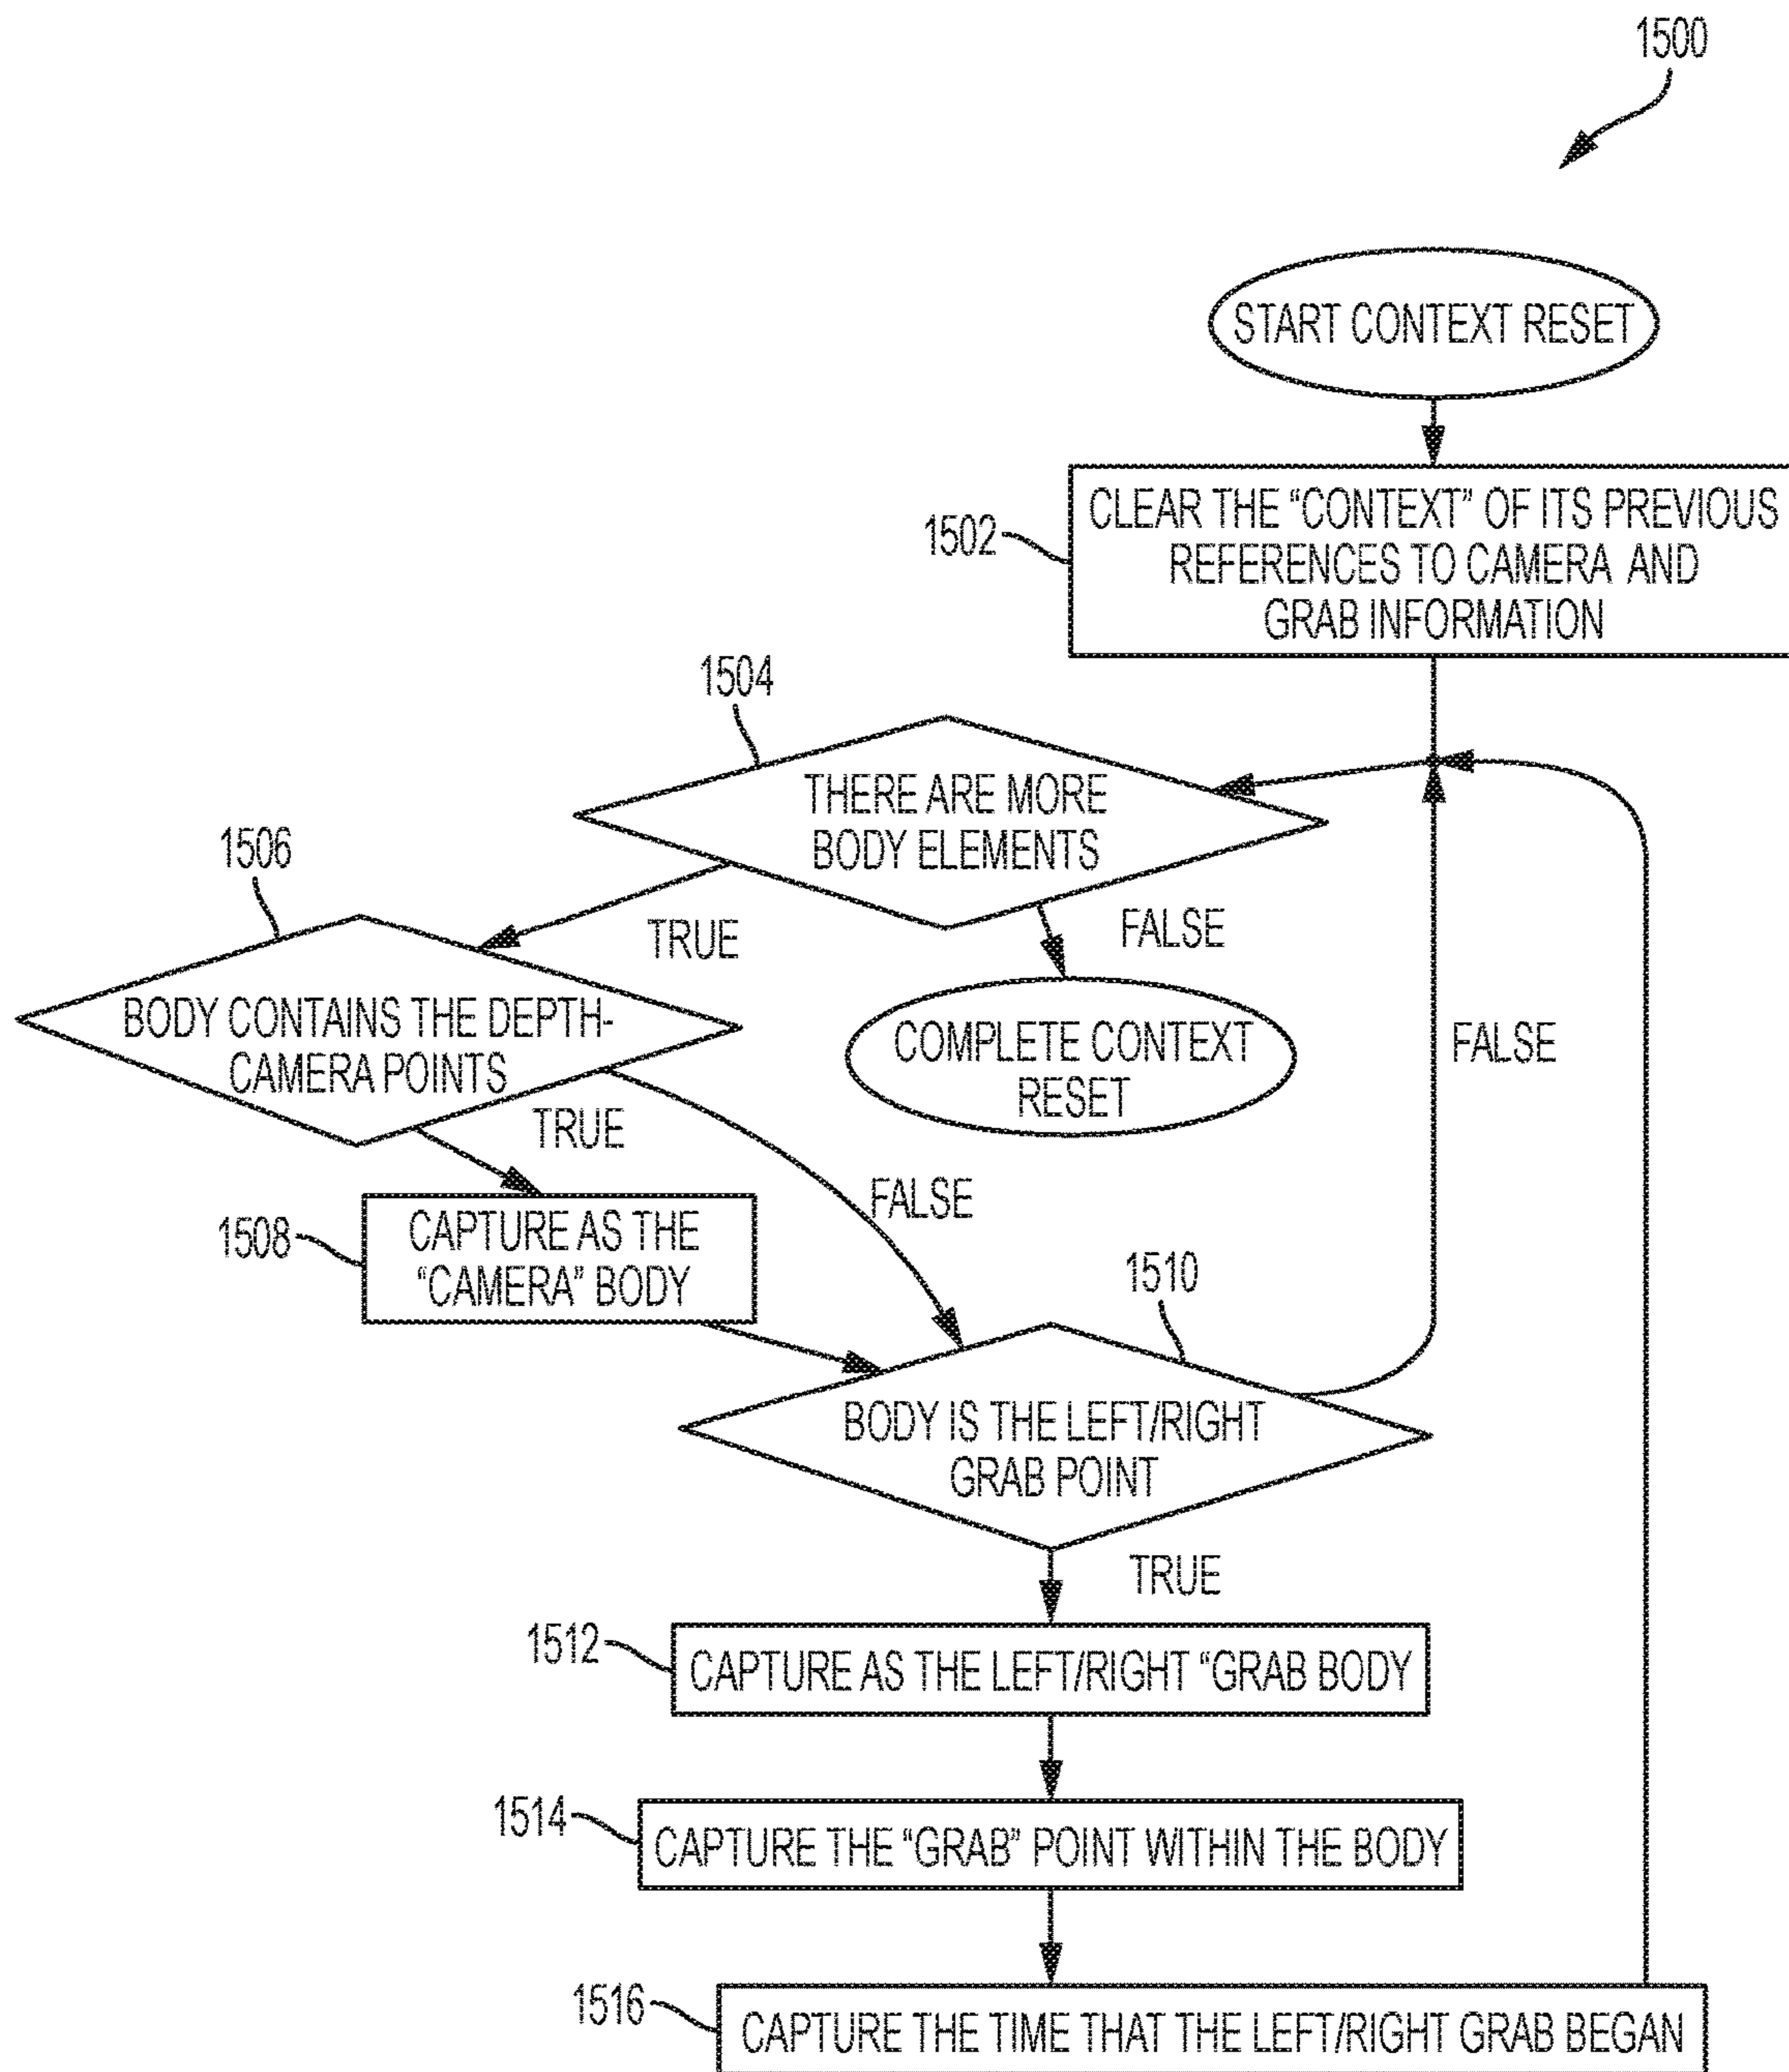 1500
START CONTEXT RESET
1502
CLEAR THE “CONTEXT” OF ITS PREVIOUS
REFERENCES TO CAMERA AND
GRAB INFORMATION
1504
THERE ARE MORE
BODY ELEMENTS
1506
TRUE
FALSE
BODY CONTAINS THE DEPTH-
CAMERA POINTS
COMPLETE CONTEXT
RESET
FALSE
TRUE
FALSE
1508
CAPTURE AS THE
“CAMERA” BODY
1510
BODY IS THE LEFT/RIGHT
GRAB POINT
TRUE
1512
CAPTURE AS THE LEFT/RIGHT “GRAB BODY
1514
CAPTURE THE “GRAB” POINT WITHIN THE BODY
1516
CAPTURE THE TIME THAT THE LEFT/RIGHT GRAB BEGAN